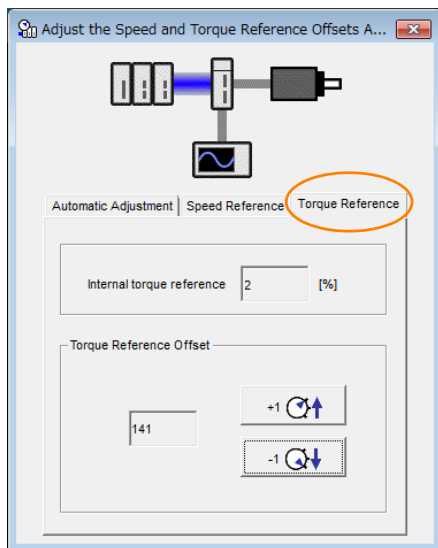 Adjust the Speed and Torque Reference Offsets A...
Automatic Adjustment Speed Reference Torque Reference
Internal torque reference 2 [%]
Torque Reference Offset
+1
141
-1